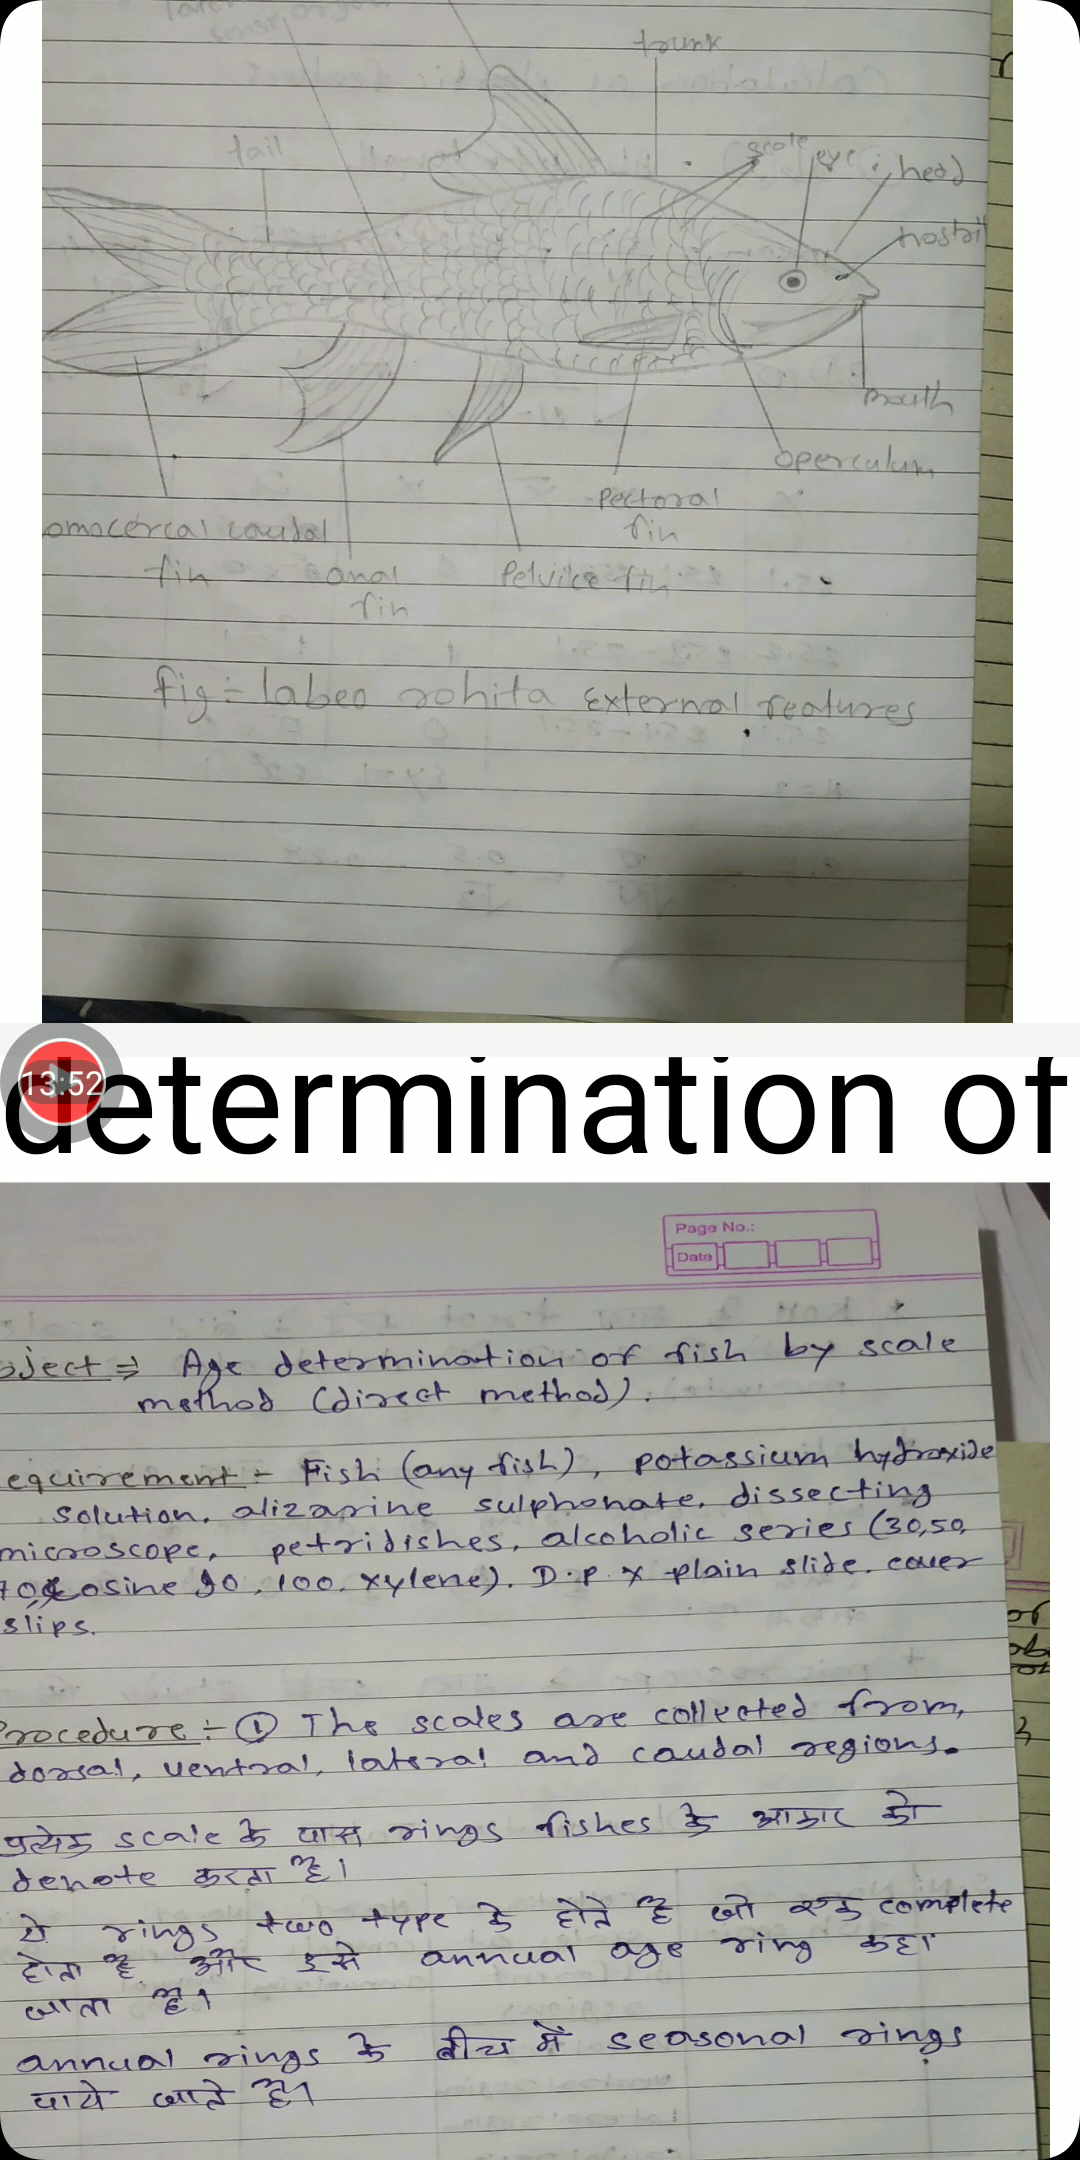 trunk
scale
eye
head
tail
nostril
mouth
operculum
pectoral
fin
omocercal caudal
fin
anal
fin
Pelvice fin
fig:- labeo rohita external features
13:52
determination of
Page No.:
Date
bject ⇒ Age determination of fish by scale
method (direct method).
equirement:- Fish (any fish), potassium hydroxide
solution, alizarine sulphonate, dissecting
microscope, petridishes, alcoholic series (30,50,
70, eosine 90, 100. xylene). D.P.X plain slide. cover
slips.
Procedure:- ① The scales are collected from,
dorsal, ventral, lateral and caudal regions.
प्रत्येक scale के पास rings fishes के आकार को
denote करता है।
ये rings two type के होते है जो एक complete
होता है और इसे annual age ring कहा
जाता है।
annual rings के बीच में seasonal rings
पाये जाते है।